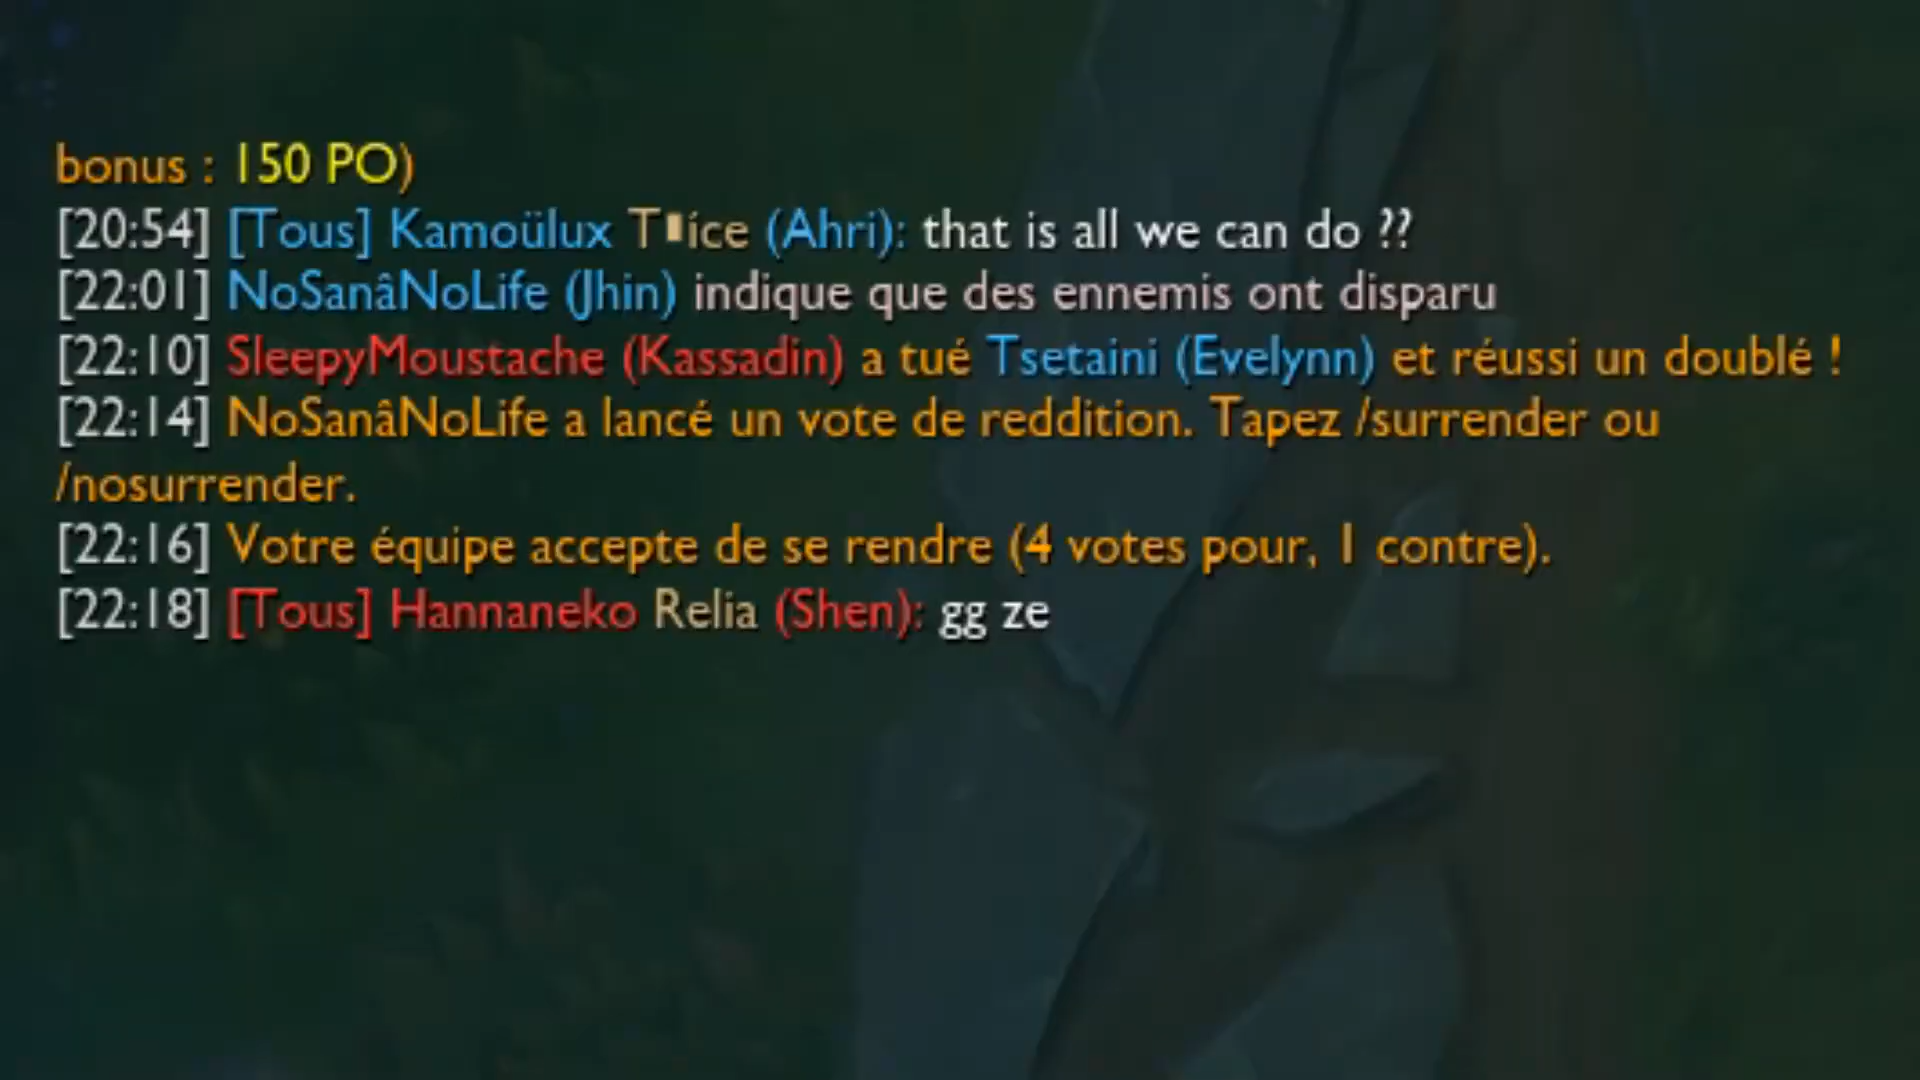 bonus : 150 PO)
[20:54] [Tous] Kamoülux T▮íce (Ahri): that is all we can do ??
[22:01] NoSanâNoLife (Jhin) indique que des ennemis ont disparu
[22:10] SleepyMoustache (Kassadin) a tué Tsetaini (Evelynn) et réussi un doublé !
[22:14] NoSanâNoLife a lancé un vote de reddition. Tapez /surrender ou
/nosurrender.
[22:16] Votre équipe accepte de se rendre (4 votes pour, 1 contre).
[22:18] [Tous] Hannaneko Relia (Shen): gg ze